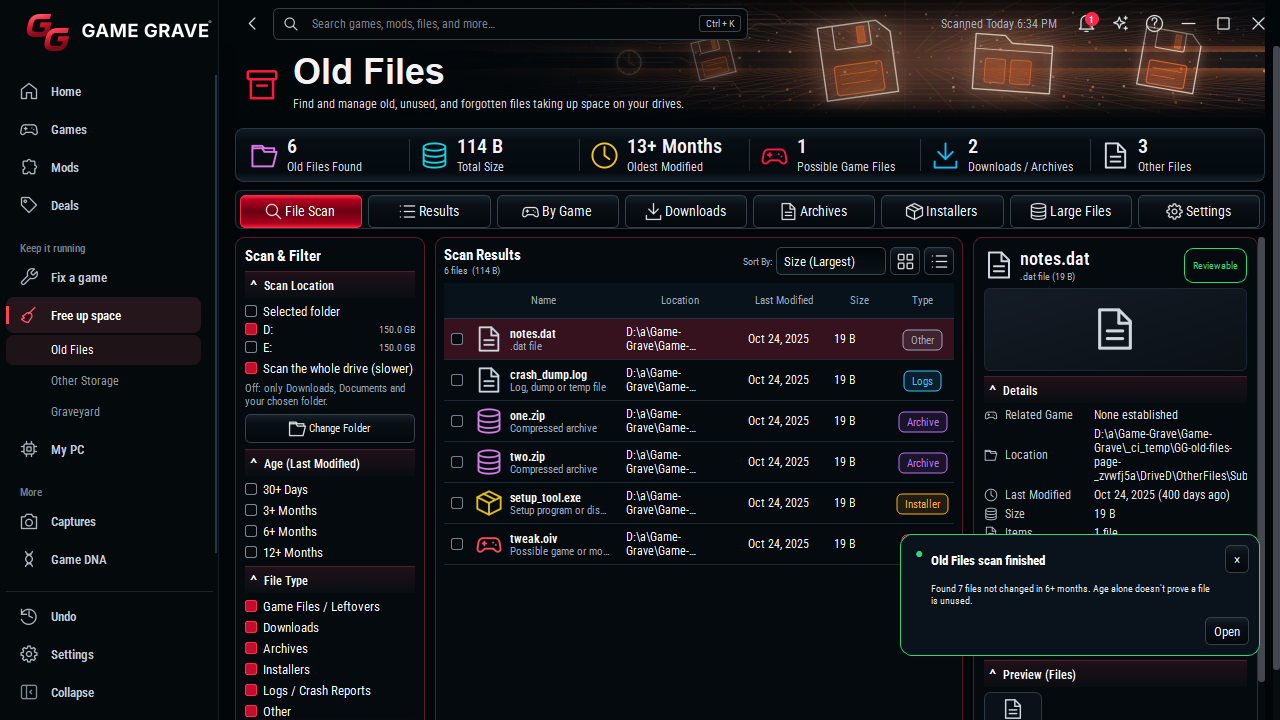 GAME GRAVE
Search games, mods, files, and more...
Ctrl + K
Scanned Today 6:34 PM
1
Home
Games
Mods
Deals
Keep it running
Fix a game
Free up space
Old Files
Other Storage
Graveyard
My PC
More
Captures
Game DNA
Undo
Settings
Collapse
Old Files
Find and manage old, unused, and forgotten files taking up space on your drives.
6
Old Files Found
114 B
Total Size
13+ Months
Oldest Modified
1
Possible Game Files
2
Downloads / Archives
3
Other Files
File Scan
Results
By Game
Downloads
Archives
Installers
Large Files
Settings
Scan & Filter
Scan Location
Selected folder
D: 150.0 GB
E: 150.0 GB
Scan the whole drive (slower)
Off: only Downloads, Documents and
your chosen folder.
Change Folder
Age (Last Modified)
30+ Days
3+ Months
6+ Months
12+ Months
File Type
Game Files / Leftovers
Downloads
Archives
Installers
Logs / Crash Reports
Other
Scan Results
6 files (114 B)
Sort By: Size (Largest)
Name Location Last Modified Size Type
notes.dat
.dat file
D:\a\Game-
Grave\Game-...
Oct 24, 2025 19 B Other
crash_dump.log
Log, dump or temp file
D:\a\Game-
Grave\Game-...
Oct 24, 2025 19 B Logs
one.zip
Compressed archive
D:\a\Game-
Grave\Game-...
Oct 24, 2025 19 B Archive
two.zip
Compressed archive
D:\a\Game-
Grave\Game-...
Oct 24, 2025 19 B Archive
setup_tool.exe
Setup program or dis...
D:\a\Game-
Grave\Game-...
Oct 24, 2025 19 B Installer
tweak.oiv
Possible game or mo...
D:\a\Game-
Grave\Game-...
Oct 24, 2025 19 B
notes.dat
.dat file (19 B)
Reviewable
Details
Related Game None established
Location
D:\a\Game-Grave\Game-
Grave\_ci_temp\GG-old-files-
page-
_zvwfj5a\DriveD\OtherFiles\Sub
Last Modified Oct 24, 2025 (400 days ago)
Size 19 B
Items 1 file
Old Files scan finished
x
Found 7 files not changed in 6+ months. Age alone doesn't prove a file
is unused.
Open
Preview (Files)